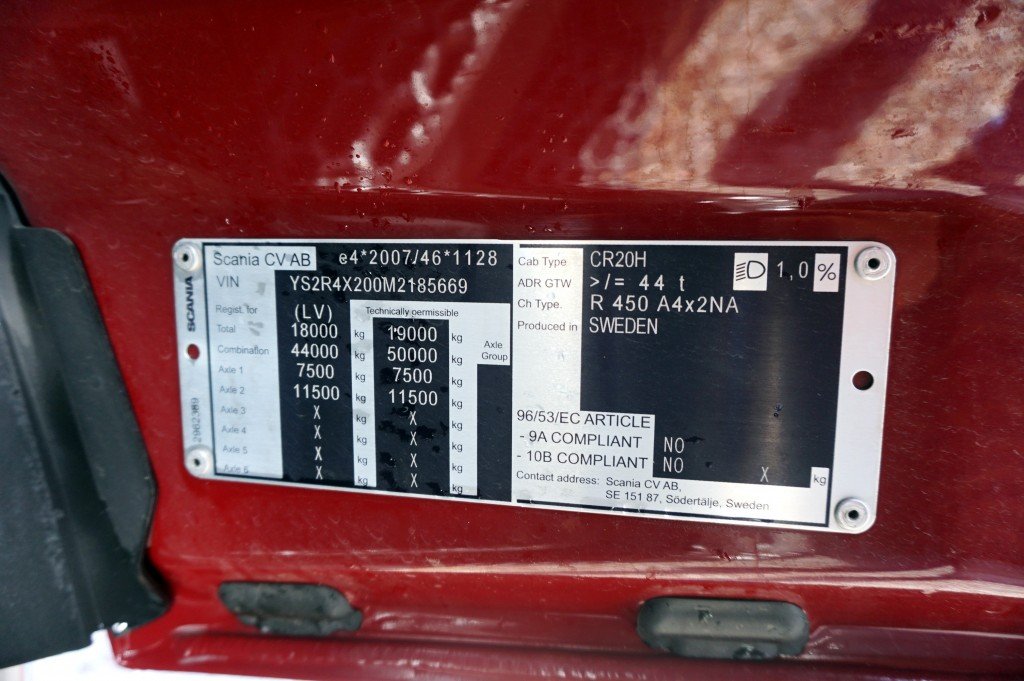 SCANIA
2962389
Scania CV AB e4*2007/46*1128
VIN YS2R4X200M2185669
Regist. for (LV) Technically permissible
Total 18000 kg 19000 kg
Axle
Group
Combination 44000 kg 50000 kg
Axle 1 7500 kg 7500 kg
Axle 2 11500 kg 11500 kg
Axle 3 X kg X kg
Axle 4 X kg X kg
Axle 5 X kg X kg
Axle 6 X kg X kg
Cab Type CR20H 1,0 %
ADR GTW >/= 44 t
Ch Type. R 450 A4x2NA
Produced in SWEDEN
96/53/EC ARTICLE
- 9A COMPLIANT NO
- 10B COMPLIANT NO X kg
Contact address: Scania CV AB,
SE 151 87, Södertälje, Sweden